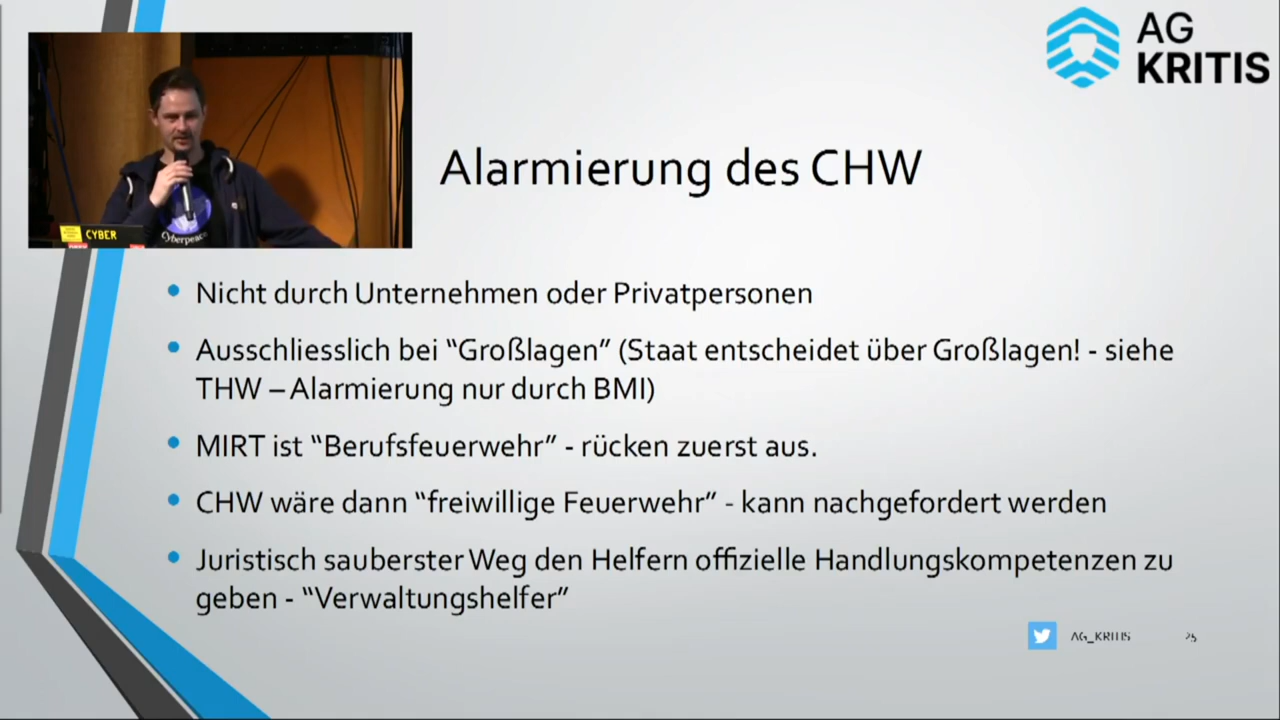 AG
KRITIS
CYBER
Cyberpeace
Alarmierung des CHW
• Nicht durch Unternehmen oder Privatpersonen
• Ausschliesslich bei “Großlagen” (Staat entscheidet über Großlagen! - siehe
THW – Alarmierung nur durch BMI)
• MIRT ist “Berufsfeuerwehr” - rücken zuerst aus.
• CHW wäre dann “freiwillige Feuerwehr” - kann nachgefordert werden
• Juristisch sauberster Weg den Helfern offizielle Handlungskompetenzen zu
geben - “Verwaltungshelfer”
AG_KRITIS 25